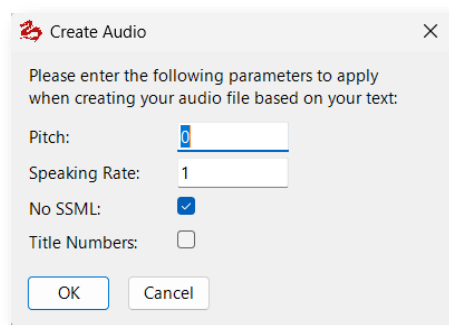 Create Audio
Please enter the following parameters to apply
when creating your audio file based on your text:
Pitch: 0
Speaking Rate: 1
No SSML:
Title Numbers:
OK Cancel